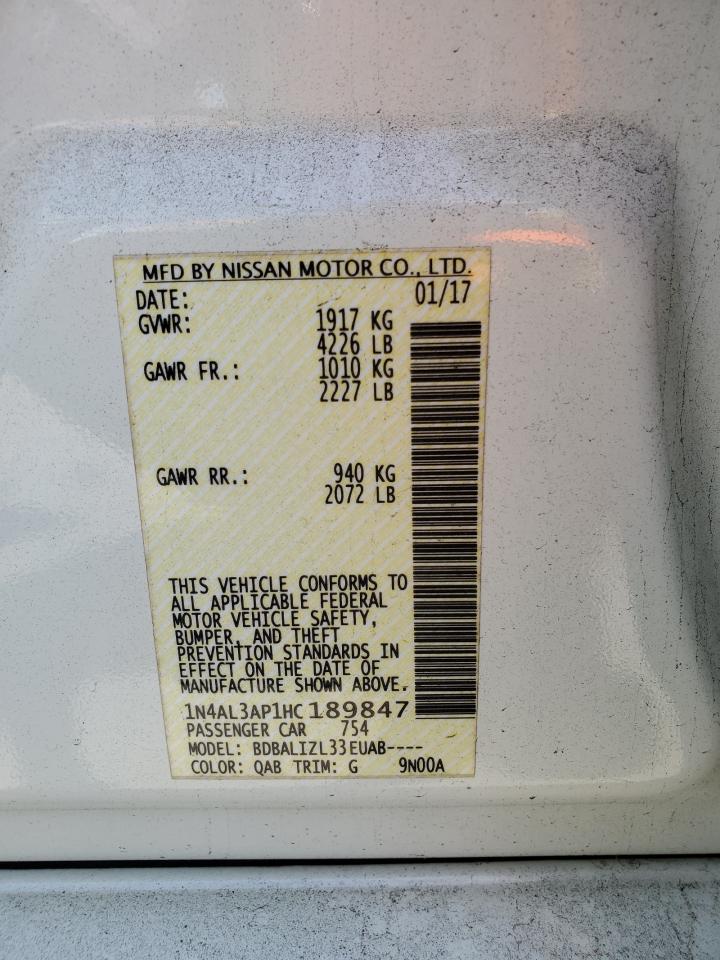 MFD BY NISSAN MOTOR CO., LTD.
DATE: 01/17
GVWR: 1917 KG
4226 LB
GAWR FR.: 1010 KG
2227 LB
GAWR RR.: 940 KG
2072 LB
THIS VEHICLE CONFORMS TO
ALL APPLICABLE FEDERAL
MOTOR VEHICLE SAFETY,
BUMPER, AND THEFT
PREVENTION STANDARDS IN
EFFECT ON THE DATE OF
MANUFACTURE SHOWN ABOVE.
1N4AL3AP1HC189847
PASSENGER CAR 754
MODEL: BDBALIZL33EUAB----
COLOR: QAB TRIM: G 9N00A